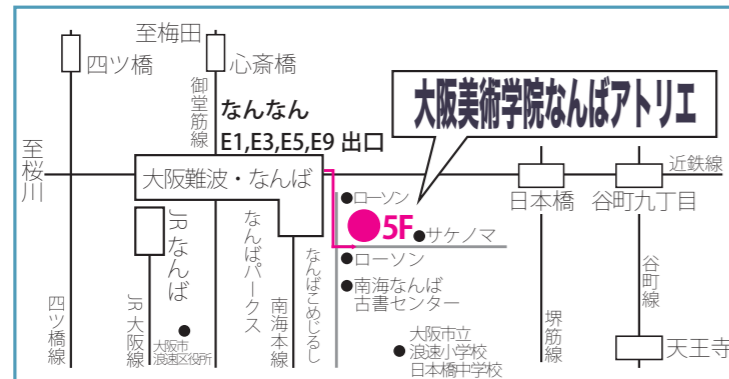 至梅田
四ツ橋
心斎橋
御堂筋線
なんなん
E1,E3,E5,E9 出口
大阪美術学院なんばアトリエ
至桜川
大阪難波・なんば
近鉄線
日本橋
谷町九丁目
ローソン
5F
サケノマ
ローソン
南海なんば
古書センター
JRなんば
なんばパークス
なんばこめじるし
四ツ橋線
JR大阪線
南海本線
大阪市
浪速区役所
大阪市立
浪速小学校
日本橋中学校
堺筋線
谷町線
天王寺